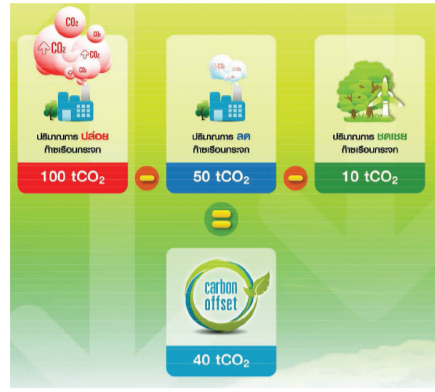 CO₂
CO₂
CO₂
CO₂
ปริมาณการ ปล่อย
ก๊าซเรือนกระจก
100 tCO₂
ปริมาณการ ลด
ก๊าซเรือนกระจก
50 tCO₂
ปริมาณการ ชดเชย
ก๊าซเรือนกระจก
10 tCO₂
carbon
offset
40 tCO₂